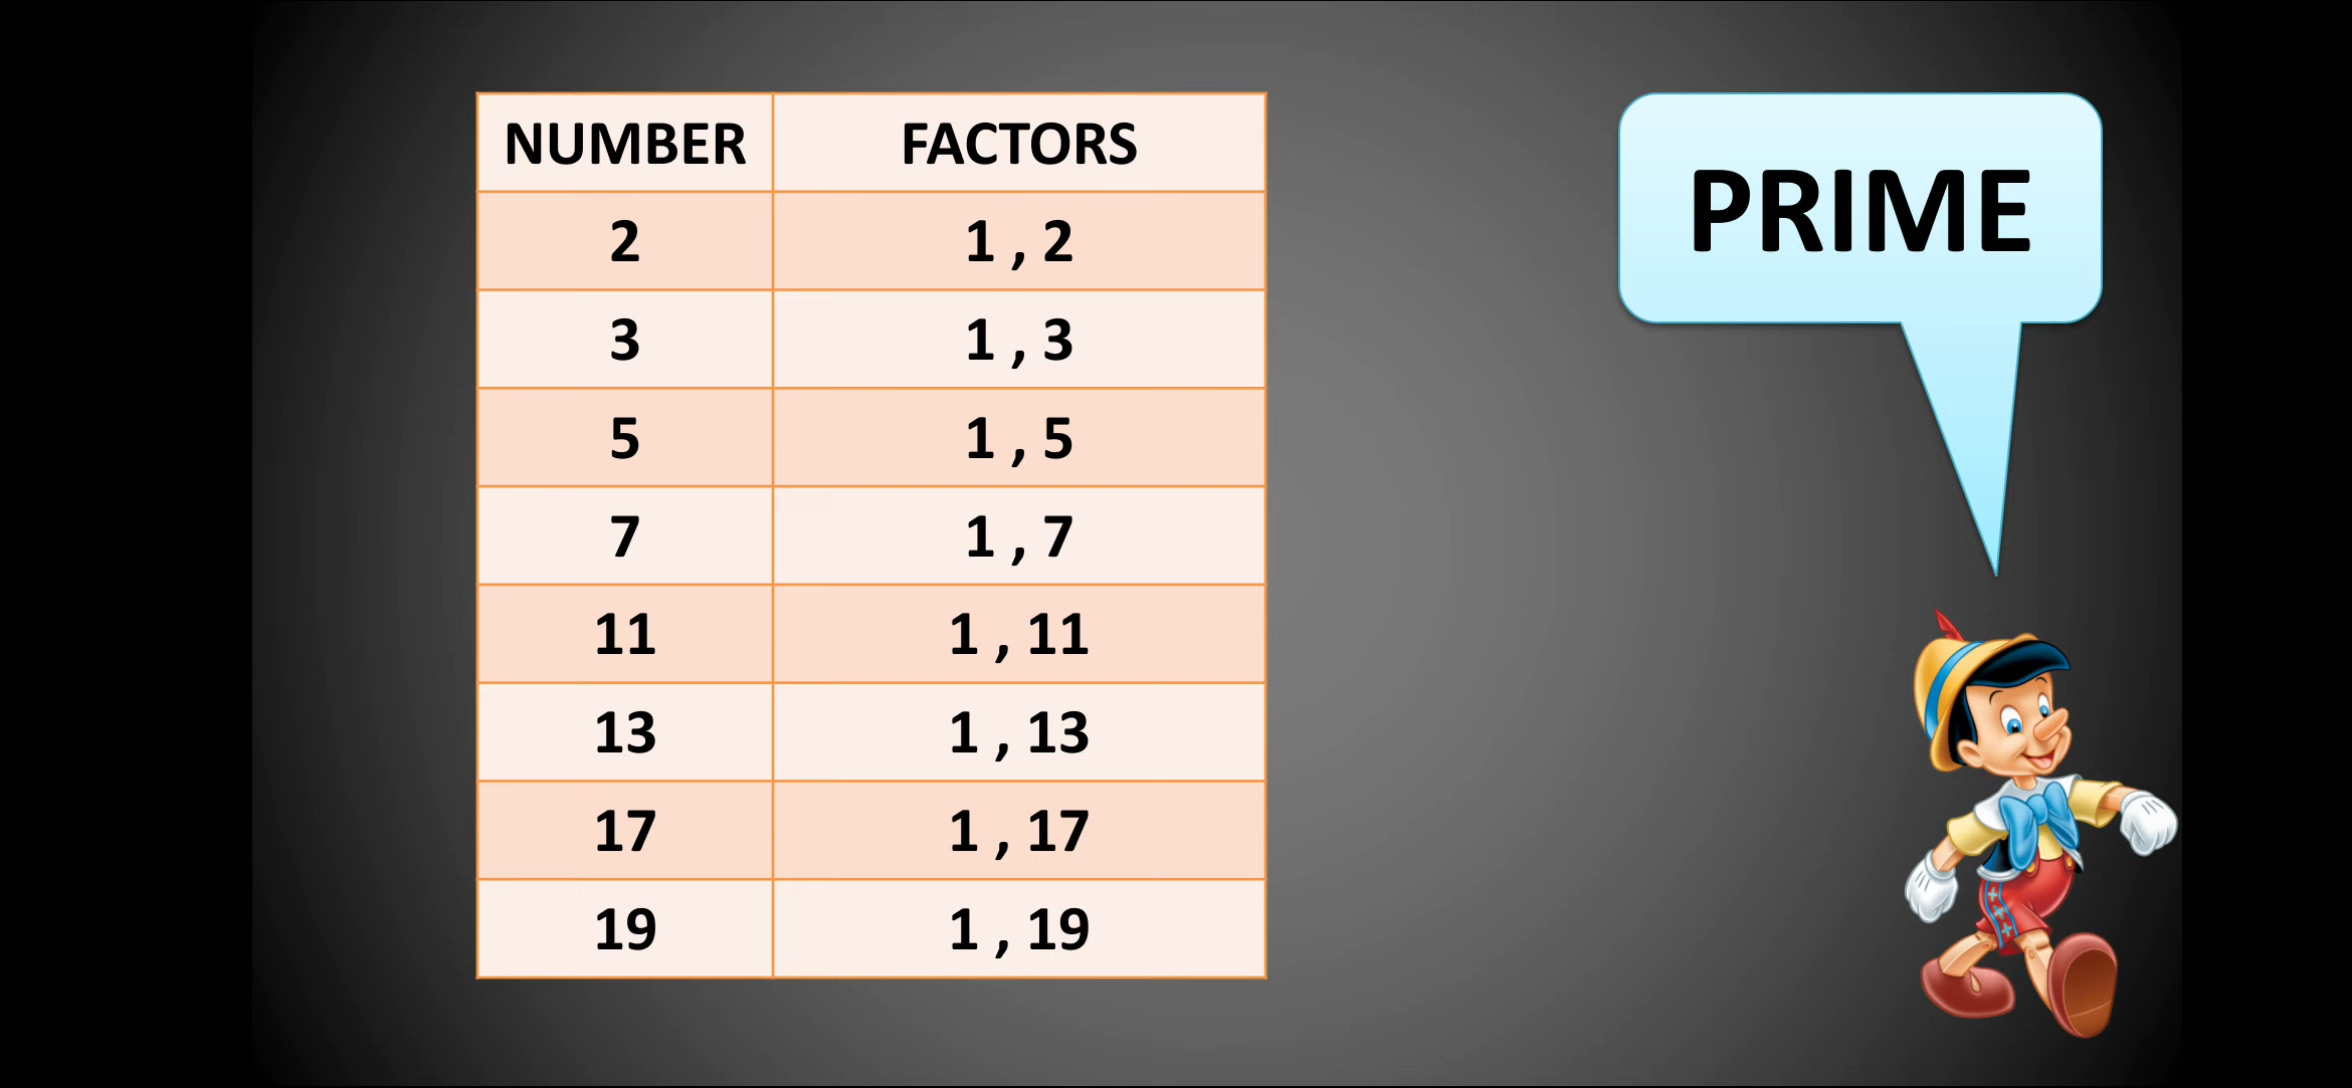 NUMBER FACTORS
2 1 , 2
3 1 , 3
5 1 , 5
7 1 , 7
11 1 , 11
13 1 , 13
17 1 , 17
19 1 , 19
PRIME